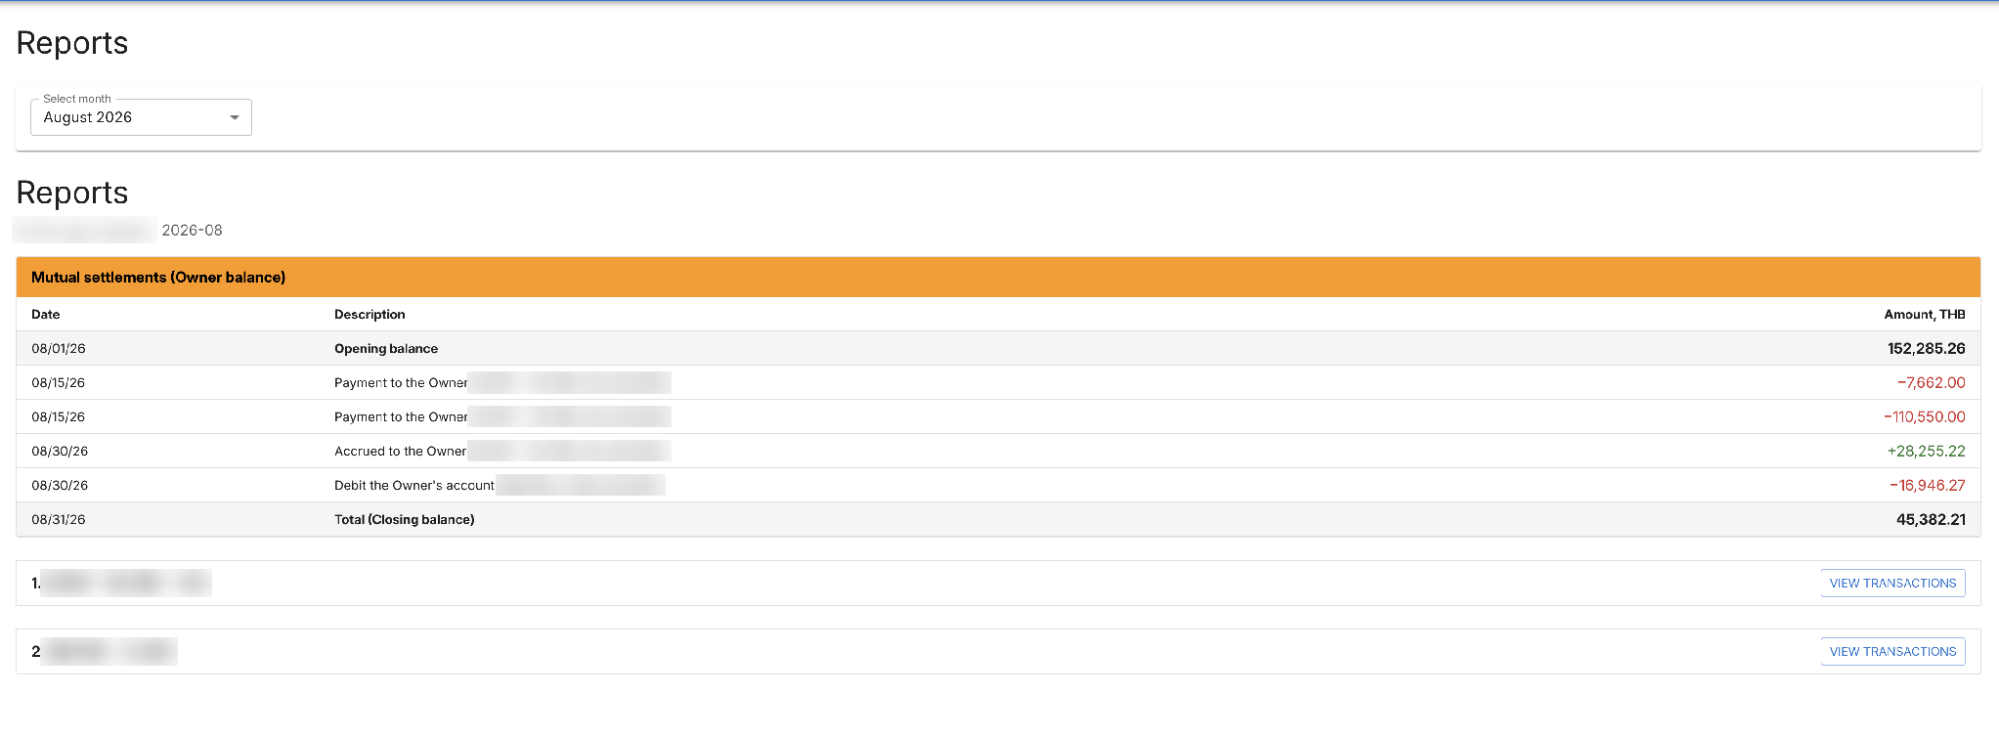 Reports
Select month
August 2026
Reports
2026-08
Mutual settlements (Owner balance)
Date Description Amount, THB
08/01/26 Opening balance 152,285.26
08/15/26 Payment to the Owner −7,662.00
08/15/26 Payment to the Owner −110,550.00
08/30/26 Accrued to the Owner +28,255.22
08/30/26 Debit the Owner's account −16,946.27
08/31/26 Total (Closing balance) 45,382.21
1. VIEW TRANSACTIONS
2 VIEW TRANSACTIONS